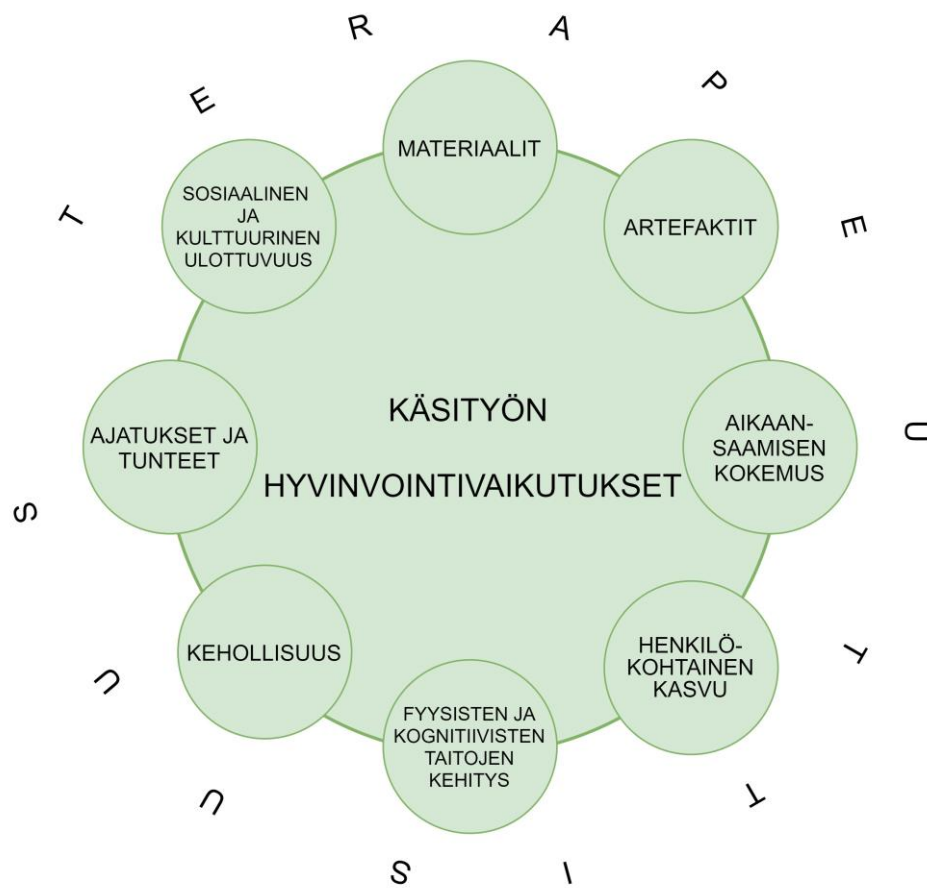 TERAPEUTTISUUS
MATERIAALIT
ARTEFAKTIT
AIKAAN-
SAAMISEN
KOKEMUS
HENKILÖ-
KOHTAINEN
KASVU
FYYSISTEN JA
KOGNITIIVISTEN
TAITOJEN
KEHITYS
KEHOLLISUUS
AJATUKSET JA
TUNTEET
SOSIAALINEN
JA
KULTTUURINEN
ULOTTUVUUS
KÄSITYÖN
HYVINVOINTIVAIKUTUKSET